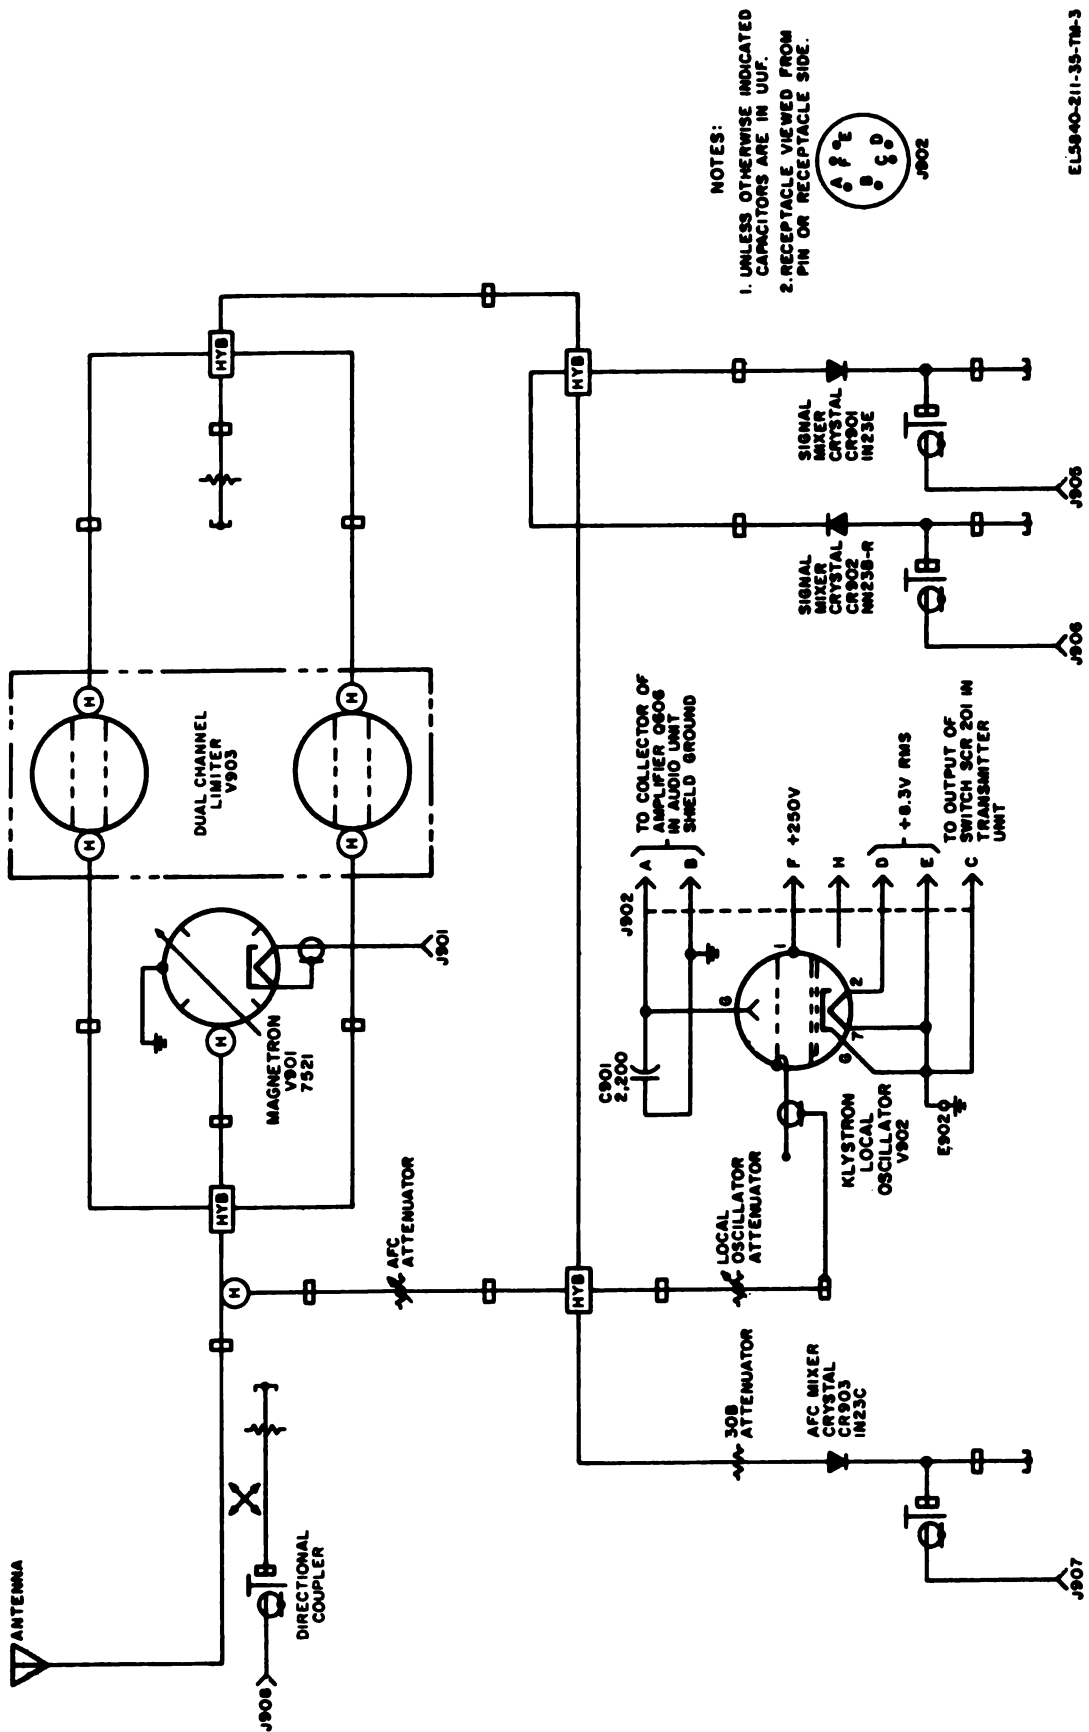 ANTENNA
J908
DIRECTIONAL
COUPLER
H
HYB
AFC
ATTENUATOR
H
MAGNETRON
V901
7521
J901
H
H
DUAL CHANNEL
LIMITER
V903
H
H
HYB
HYB
HYB
3DB
ATTENUATOR
AFC MIXER
CRYSTAL
CR903
IN23C
J907
LOCAL
OSCILLATOR
ATTENUATOR
KLYSTRON
LOCAL
OSCILLATOR
V902
E902
C901
2,200
G
1
2
7
6
J902
A
B
TO COLLECTOR OF
AMPLIFIER Q606
IN AUDIO UNIT
SHIELD GROUND
F +250V
H
D
E
+6.3V RMS
C
TO OUTPUT OF
SWITCH SCR 201 IN
TRANSMITTER
UNIT
SIGNAL
MIXER
CRYSTAL
CR902
J906
SIGNAL
MIXER
CRYSTAL
CR901
IN23E
J905
NOTES:
1. UNLESS OTHERWISE INDICATED
CAPACITORS ARE IN UUF.
2. RECEPTACLE VIEWED FROM
PIN OR RECEPTACLE SIDE.
A
F
E
B
C
D
J902
EL5840-211-35-TM-3